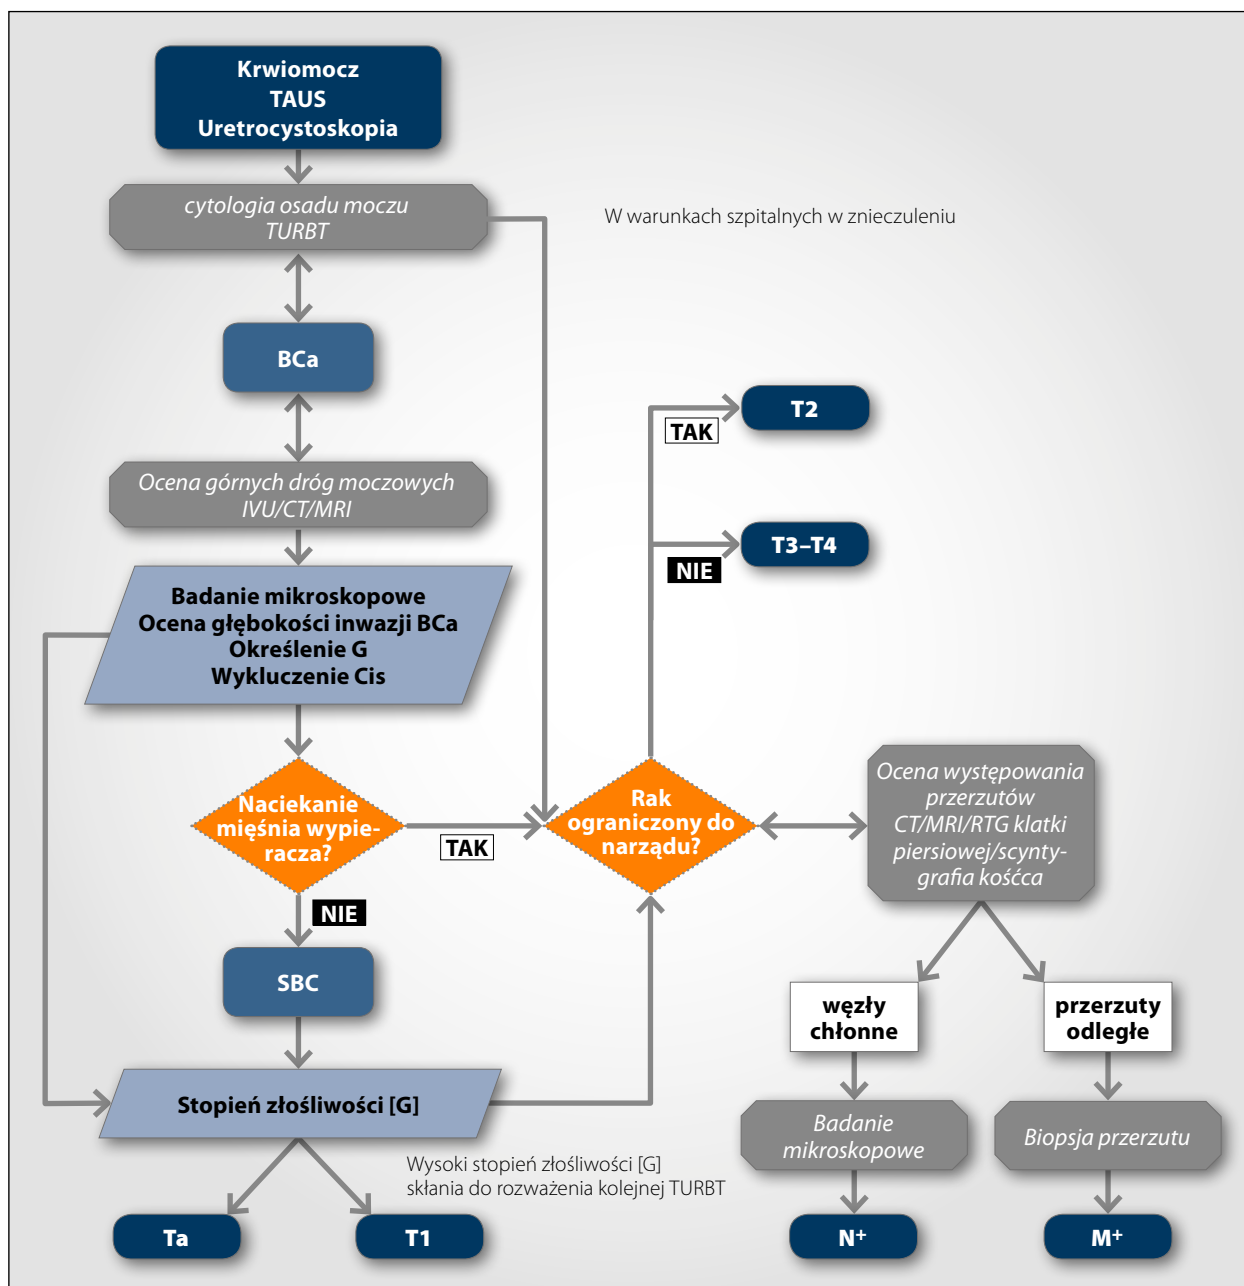 Krwiomocz
TAUS
Uretrocystoskopia
cytologia osadu moczu
TURBT
W warunkach szpitalnych w znieczuleniu
BCa
T2
TAK
Ocena górnych dróg moczowych
IVU/CT/MRI
T3–T4
NIE
Badanie mikroskopowe
Ocena głębokości inwazji BCa
Określenie G
Wykluczenie Cis
Naciekanie
mięśnia wypie-
racza?
TAK
Rak
ograniczony do
narządu?
Ocena występowania
przerzutów
CT/MRI/RTG klatki
piersiowej/scynty-
grafia kośćca
NIE
SBC
węzły
chłonne
przerzuty
odległe
Stopień złośliwości [G]
Badanie
mikroskopowe
Biopsja przerzutu
Wysoki stopień złośliwości [G]
skłania do rozważenia kolejnej TURBT
Ta
T1
N+
M+